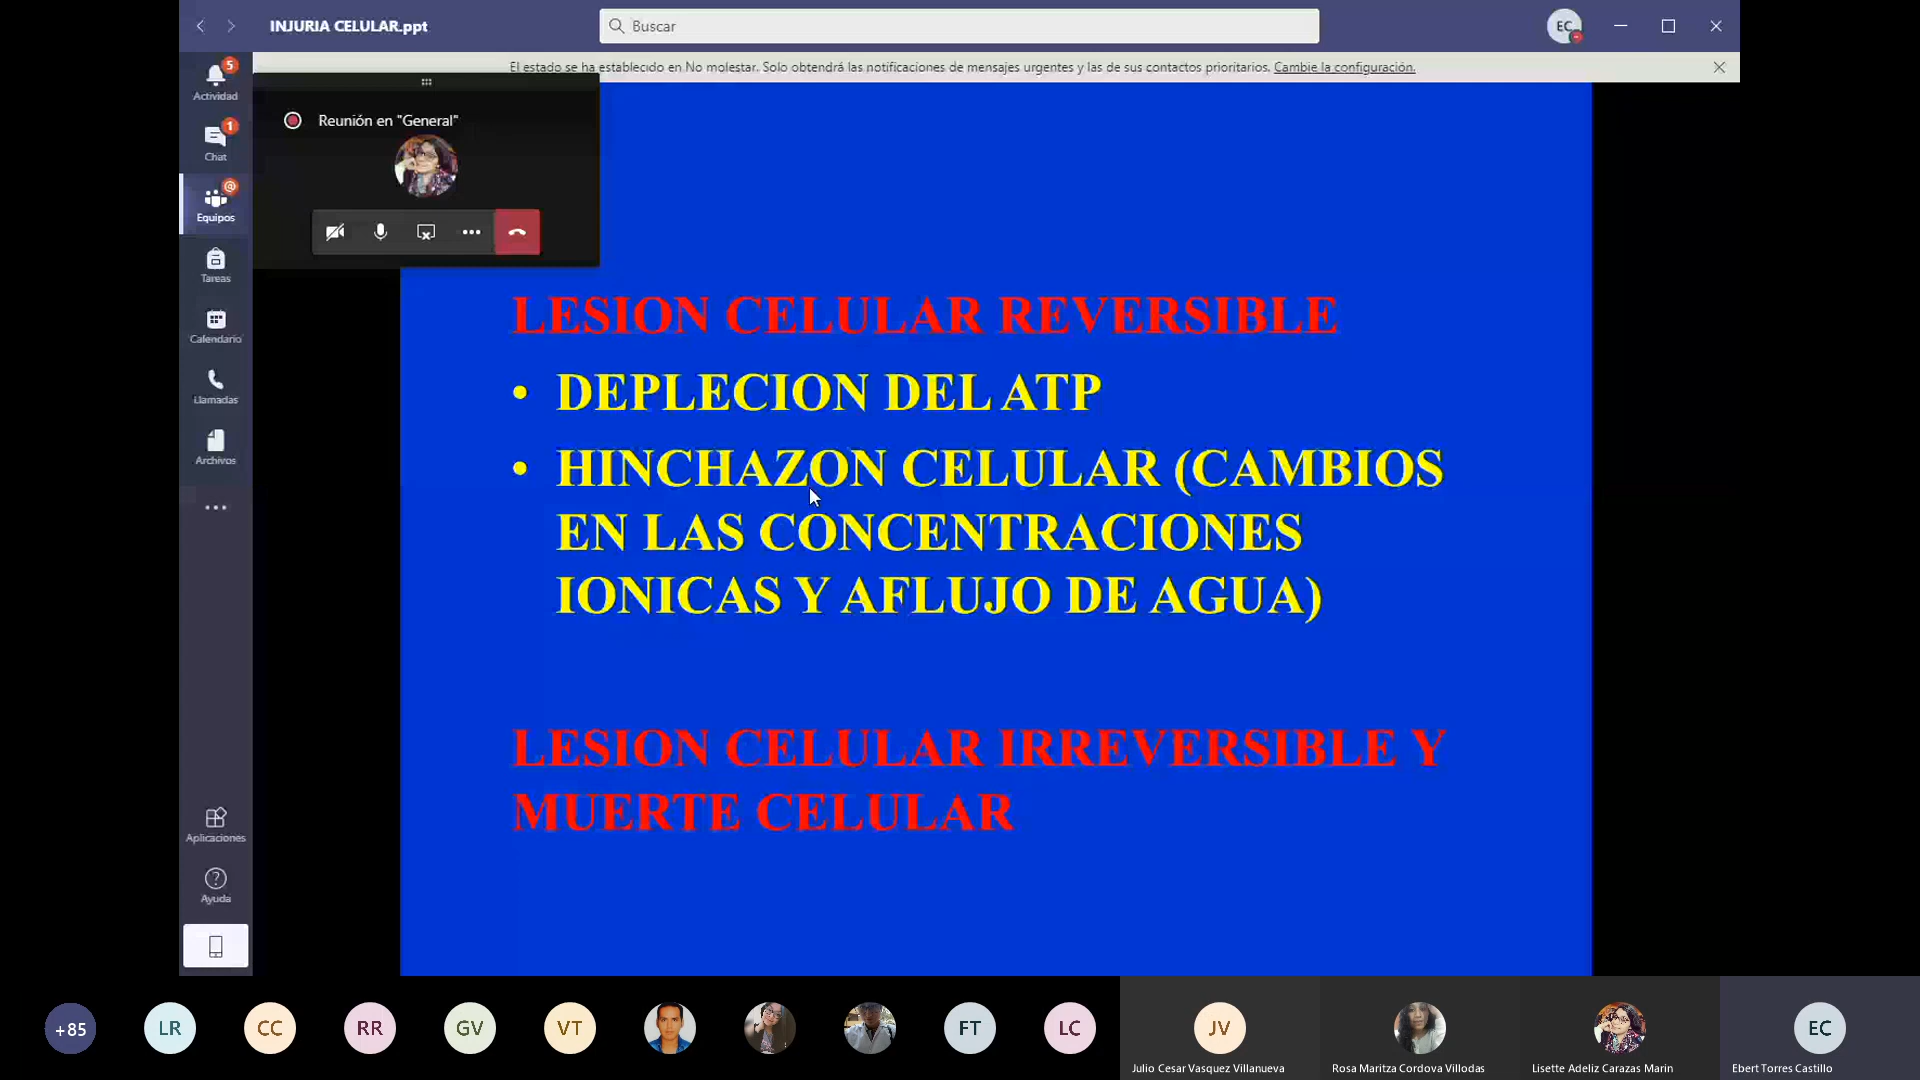 INJURIA CELULAR.ppt
Buscar
EC
El estado se ha establecido en No molestar. Solo obtendrá las notificaciones de mensajes urgentes y las de sus contactos prioritarios. Cambie la configuración.
5
Actividad
Reunión en "General"
1
Chat
@
Equipos
Tareas
Calendario
Llamadas
Archivos
LESION CELULAR REVERSIBLE
• DEPLECION DEL ATP
• HINCHAZON CELULAR (CAMBIOS
EN LAS CONCENTRACIONES
IONICAS Y AFLUJO DE AGUA)
LESION CELULAR IRREVERSIBLE Y
MUERTE CELULAR
Aplicaciones
Ayuda
+85 LR CC RR GV VT FT LC JV EC
Julio Cesar Vasquez Villanueva Rosa Maritza Cordova Villodas Lisette Adeliz Carazas Marin Ebert Torres Castillo